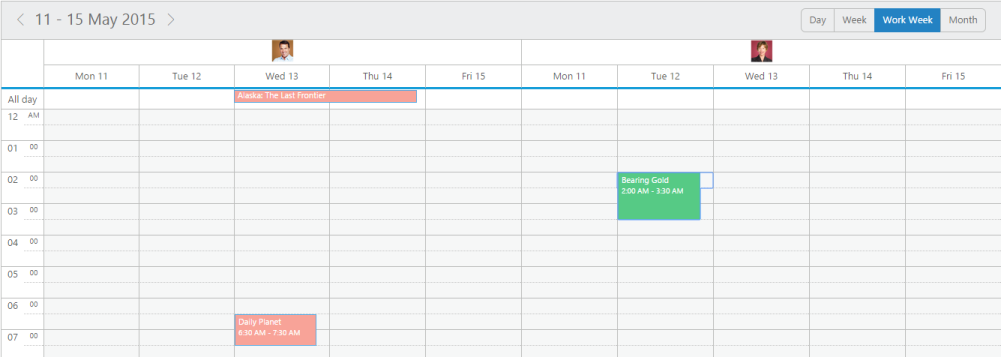 11 - 15 May 2015
Day Week Work Week Month
Mon 11 Tue 12 Wed 13 Thu 14 Fri 15 Mon 11 Tue 12 Wed 13 Thu 14 Fri 15
All day Alaska: The Last Frontier
12 AM
01 00
02 00
Bearing Gold
2:00 AM - 3:30 AM
03 00
04 00
05 00
06 00
Daily Planet
6:30 AM - 7:30 AM
07 00